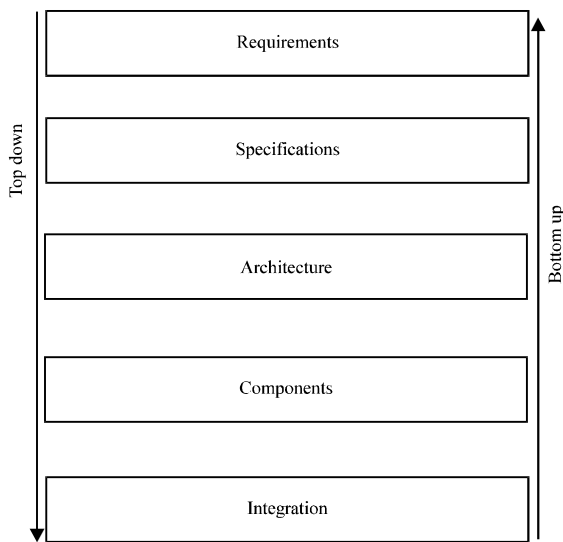 Requirements
Top down
Specifications
Bottom up
Architecture
Components
Integration